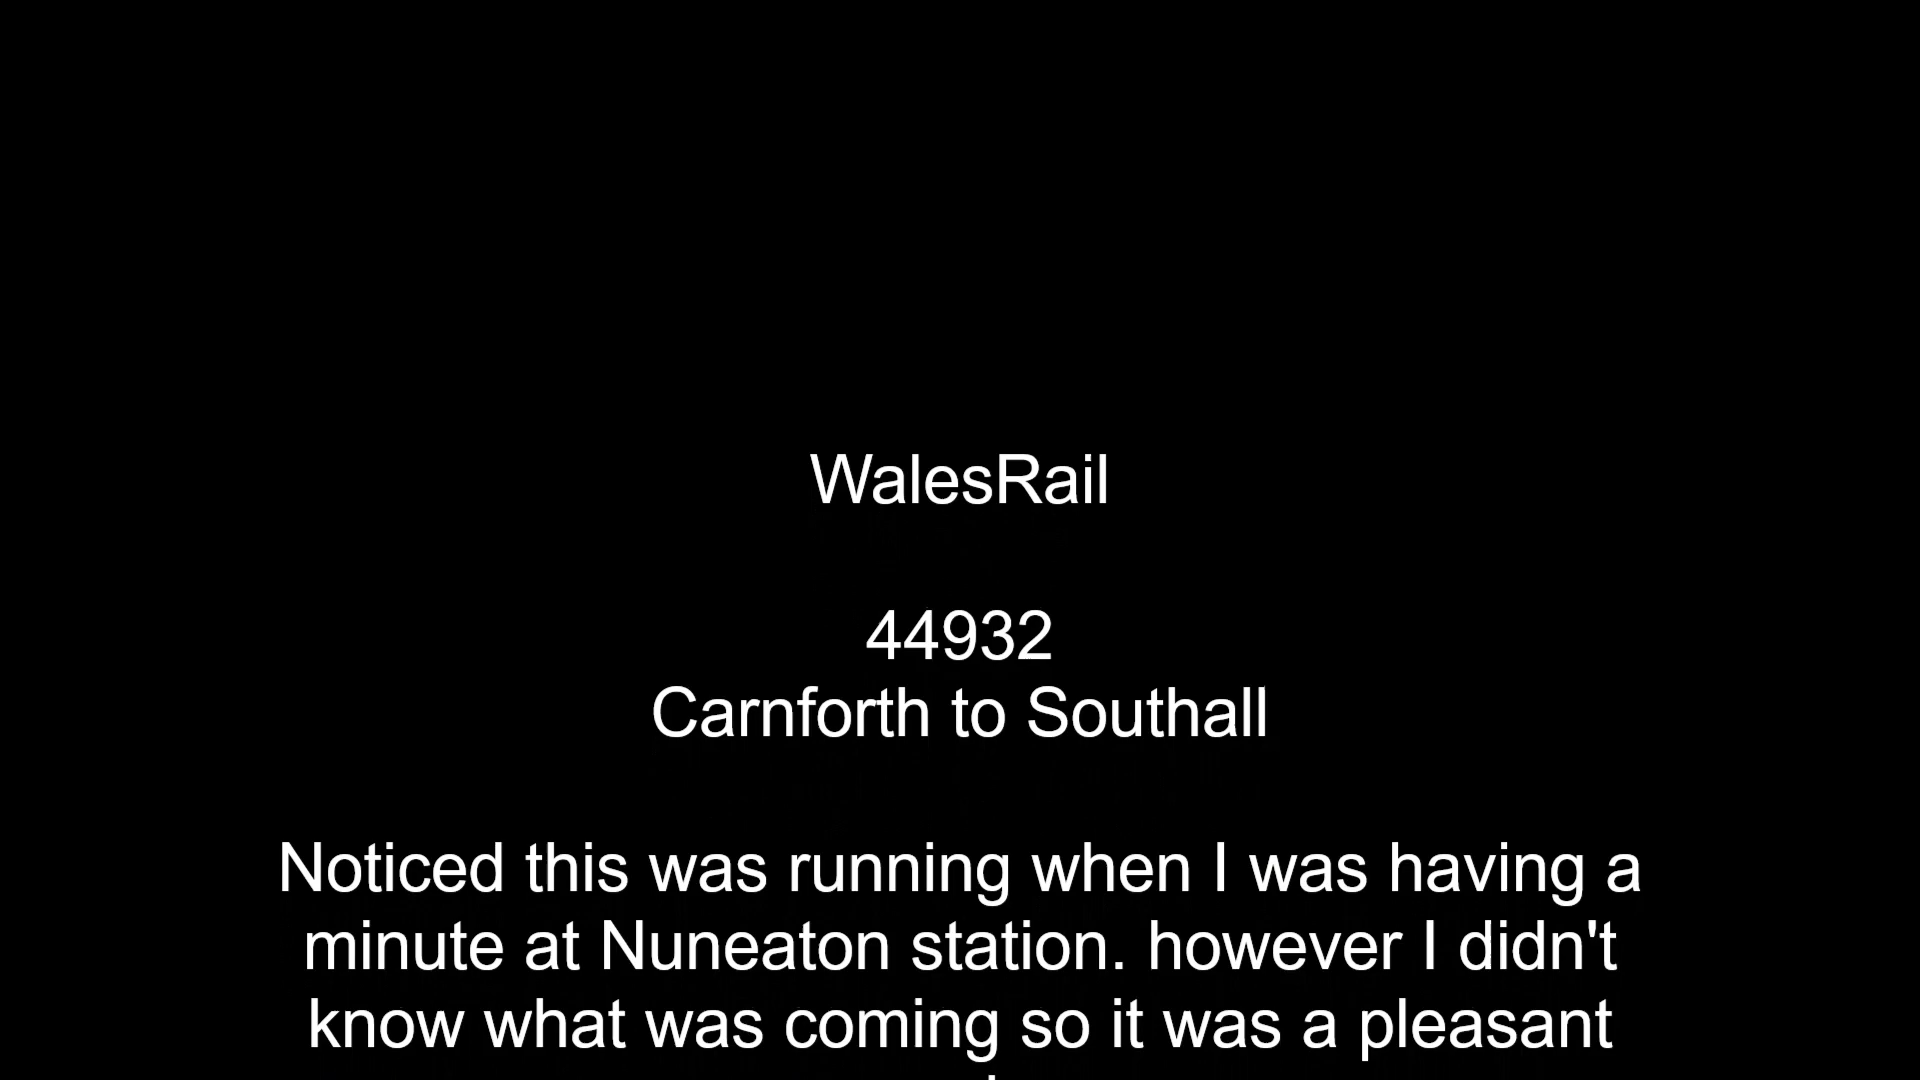 WalesRail
44932
Carnforth to Southall
Noticed this was running when I was having a
minute at Nuneaton station. however I didn't
know what was coming so it was a pleasant